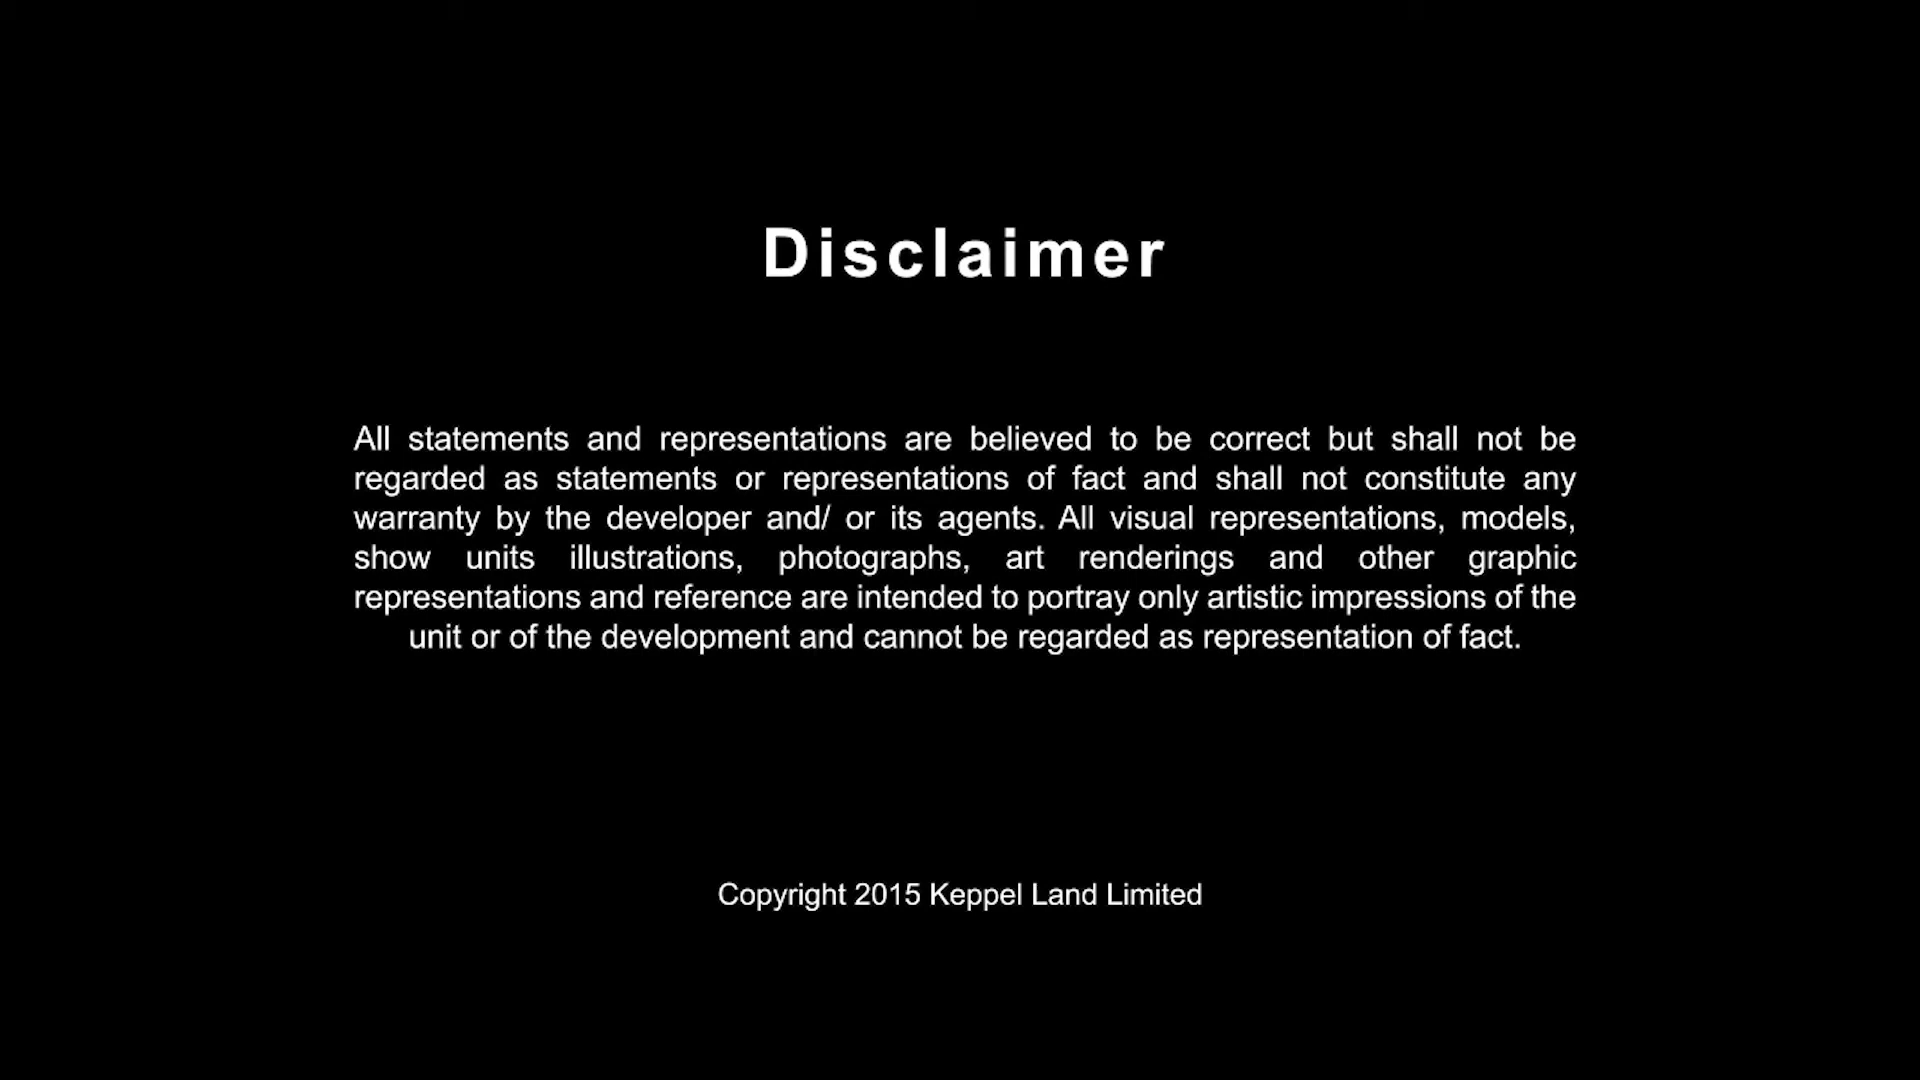 Disclaimer
All statements and representations are believed to be correct but shall not be
regarded as statements or representations of fact and shall not constitute any
warranty by the developer and/ or its agents. All visual representations, models,
show units illustrations, photographs, art renderings and other graphic
representations and reference are intended to portray only artistic impressions of the
unit or of the development and cannot be regarded as representation of fact.
Copyright 2015 Keppel Land Limited